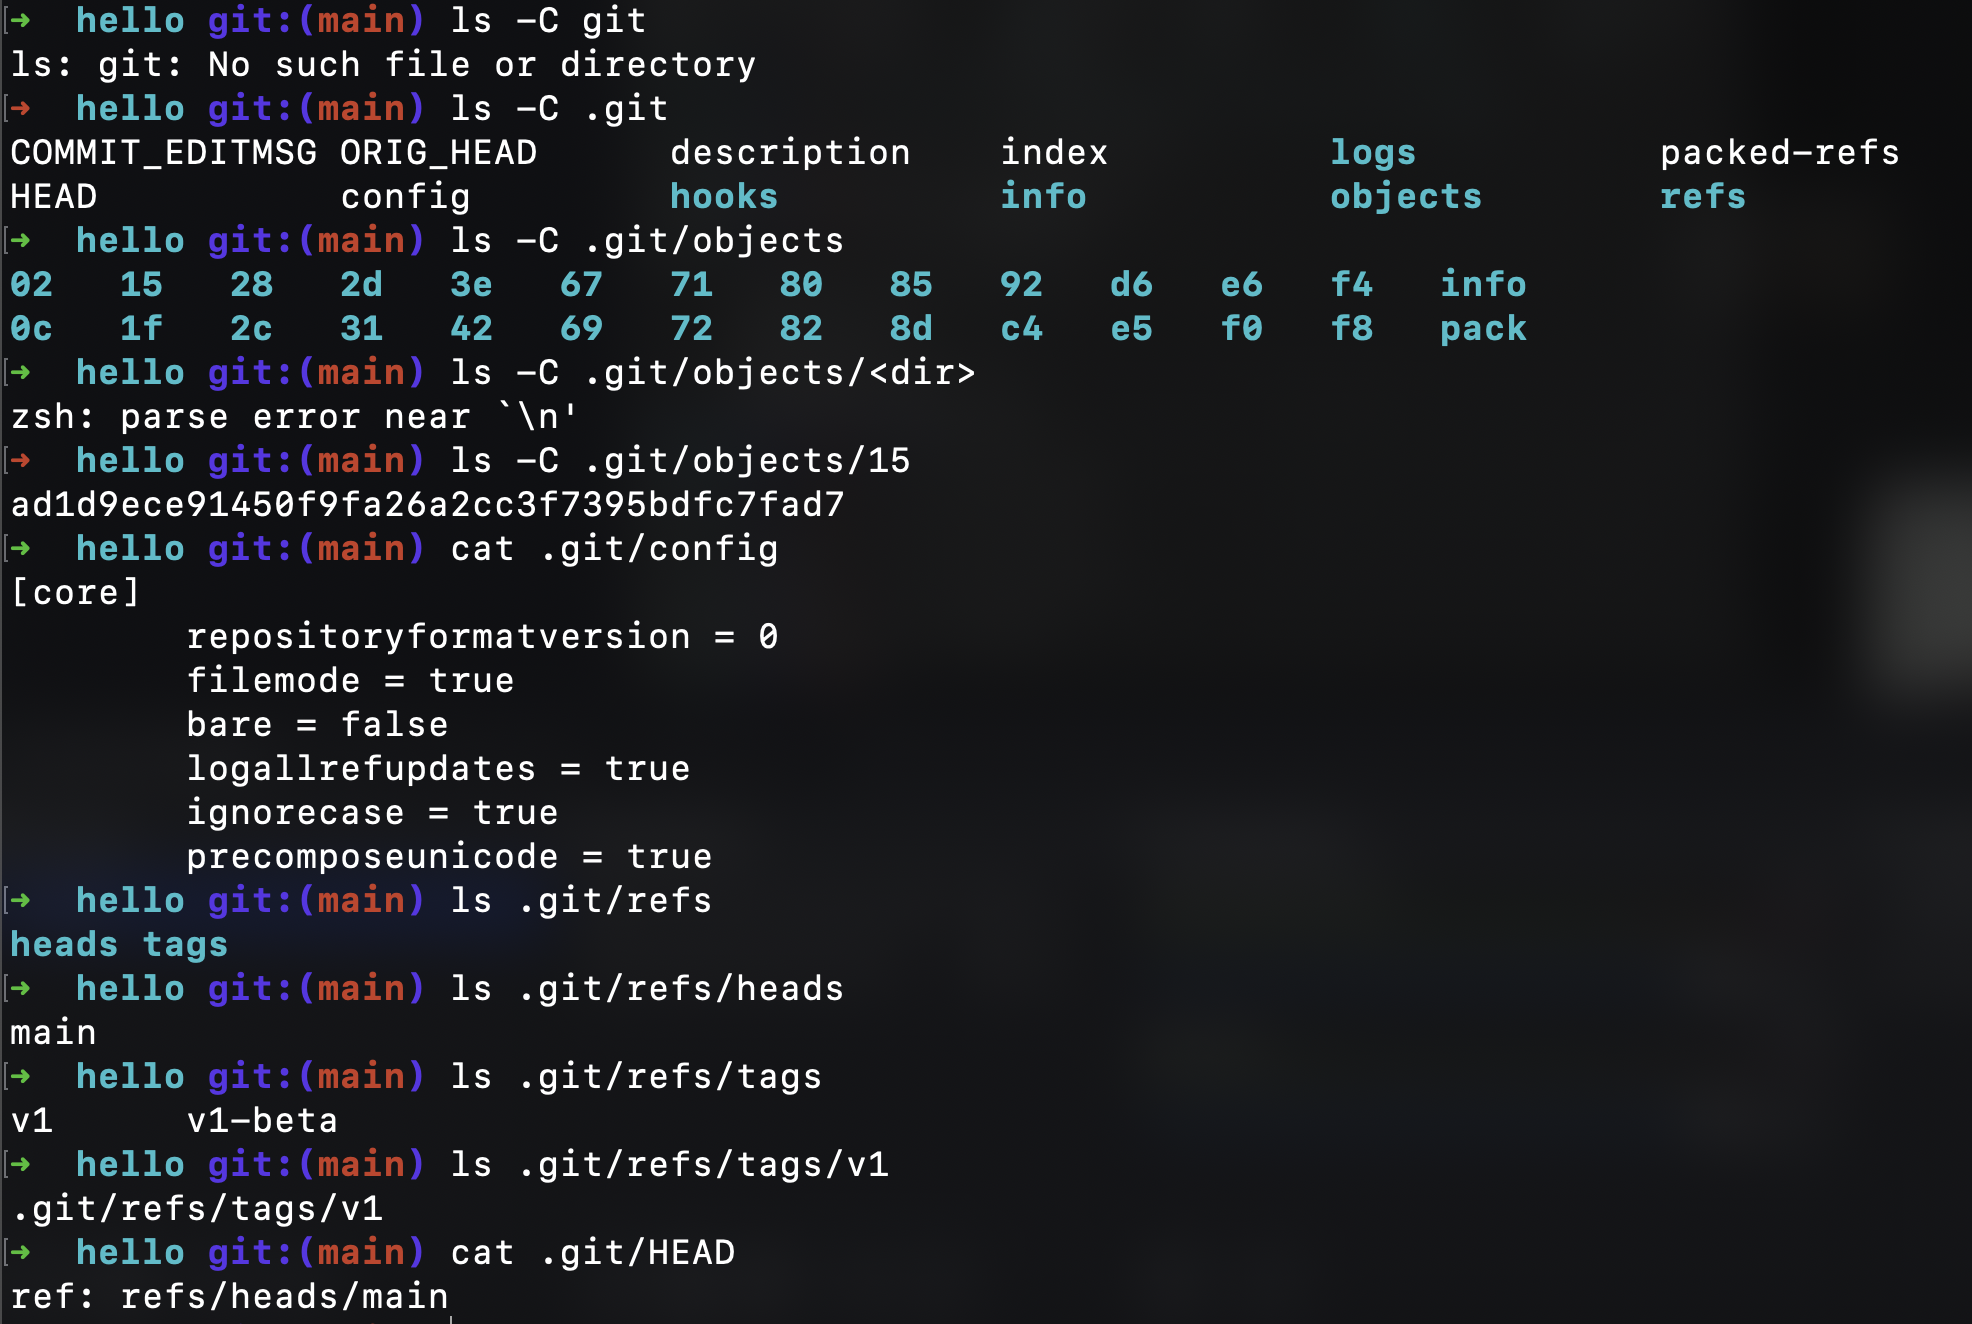 ➜  hello git:(main) ls -C git
ls: git: No such file or directory
➜  hello git:(main) ls -C .git
COMMIT_EDITMSG ORIG_HEAD      description    index          logs           packed-refs
HEAD           config         hooks          info           objects        refs
➜  hello git:(main) ls -C .git/objects
02   15   28   2d   3e   67   71   80   85   92   d6   e6   f4   info
0c   1f   2c   31   42   69   72   82   8d   c4   e5   f0   f8   pack
➜  hello git:(main) ls -C .git/objects/<dir>
zsh: parse error near `\n'
➜  hello git:(main) ls -C .git/objects/15
ad1d9ece91450f9fa26a2cc3f7395bdfc7fad7
➜  hello git:(main) cat .git/config
[core]
        repositoryformatversion = 0
        filemode = true
        bare = false
        logallrefupdates = true
        ignorecase = true
        precomposeunicode = true
➜  hello git:(main) ls .git/refs
heads tags
➜  hello git:(main) ls .git/refs/heads
main
➜  hello git:(main) ls .git/refs/tags
v1      v1-beta
➜  hello git:(main) ls .git/refs/tags/v1
.git/refs/tags/v1
➜  hello git:(main) cat .git/HEAD
ref: refs/heads/main